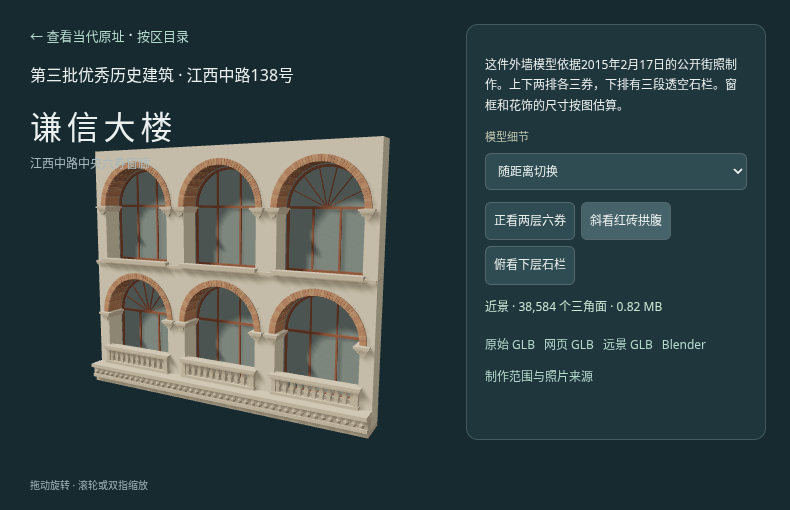 ← 查看当代原址 · 按区目录
第三批优秀历史建筑 · 江西中路138号
谦信大楼
江西中路中央
拖动旋转 · 滚轮或双指缩放
这件外墙模型依据2015年2月17日的公开街照制
作。上下两排各三券，下排有三段透空石栏。窗
框和花饰的尺寸按图估算。
模型细节
随距离切换
正看两层六券
斜看红砖拱腹
俯看下层石栏
近景 · 38,584 个三角面 · 0.82 MB
原始 GLB 网页 GLB 远景 GLB Blender
制作范围与照片来源